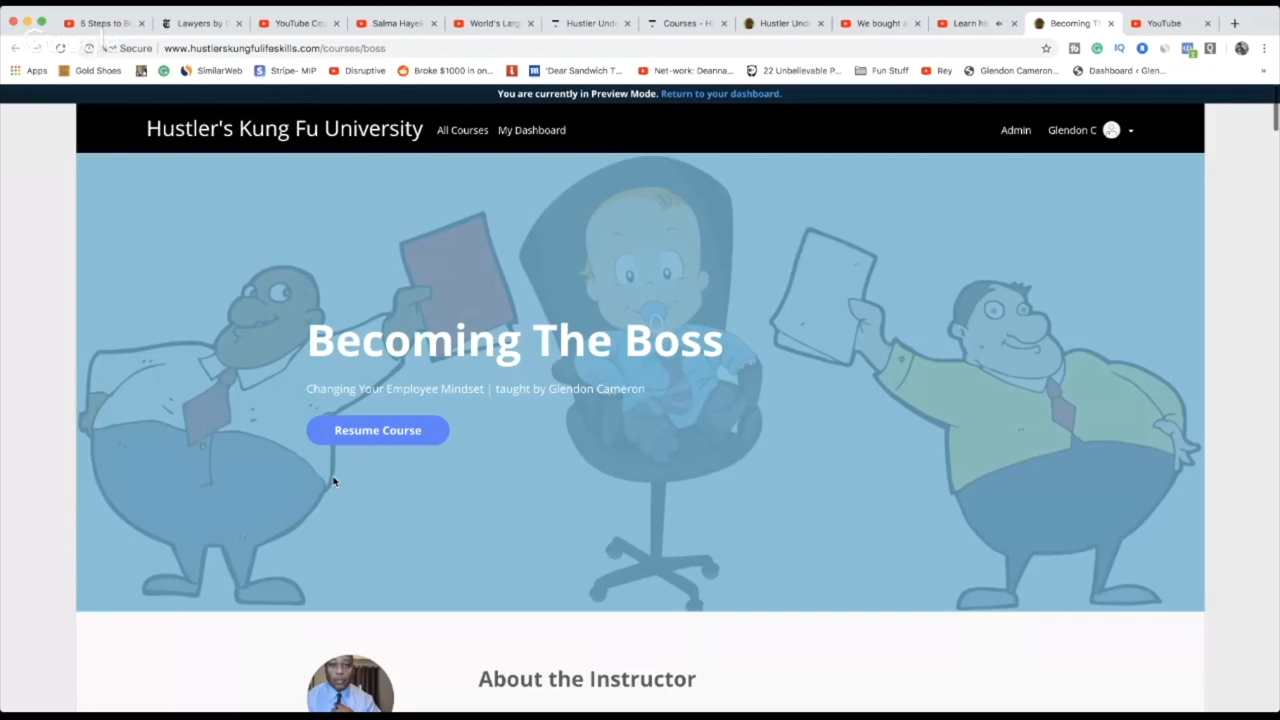 5 Steps to B
Lawyers by
YouTube Co
Salma Hayek
World's Larg
Hustler Und
Courses - H
Hustler Und
We bought a
Learn ho
Becoming T
YouTube
Not Secure
www.hustlerskungfulifeskills.com/courses/boss
Apps
Gold Shoes
SimilarWeb
Stripe- MIP
Disruptive
Broke $1000 in on...
'Dear Sandwich T...
Net-work: Deanna...
22 Unbelievable P...
Fun Stuff
Rey
Glendon Cameron...
Dashboard ‹ Glen...
You are currently in Preview Mode. Return to your dashboard.
Hustler's Kung Fu University
All Courses
My Dashboard
Admin
Glendon C
Becoming The Boss
Changing Your Employee Mindset | taught by Glendon Cameron
Resume Course
About the Instructor